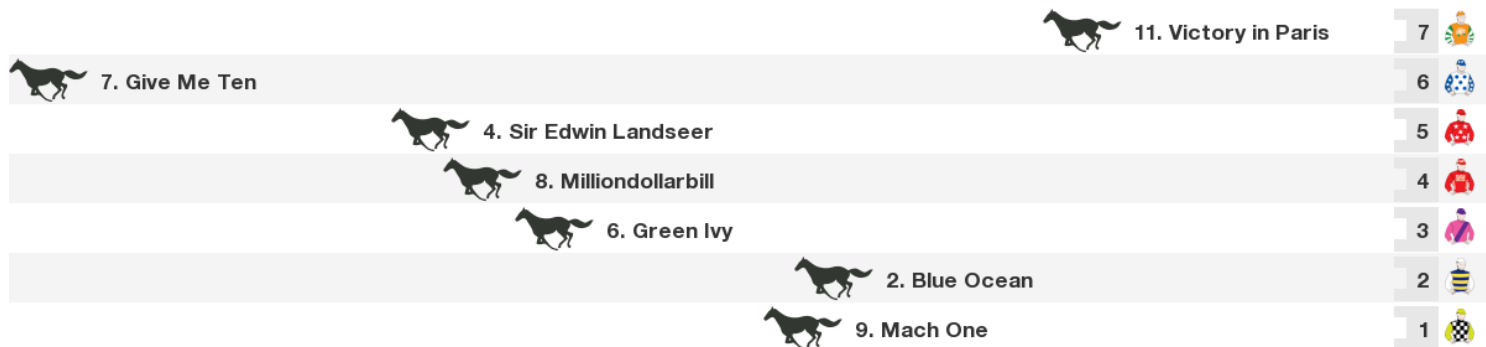 11. Victory in Paris 7
7. Give Me Ten 6
4. Sir Edwin Landseer 5
8. Milliondollarbill 4
6. Green Ivy 3
2. Blue Ocean 2
9. Mach One 1